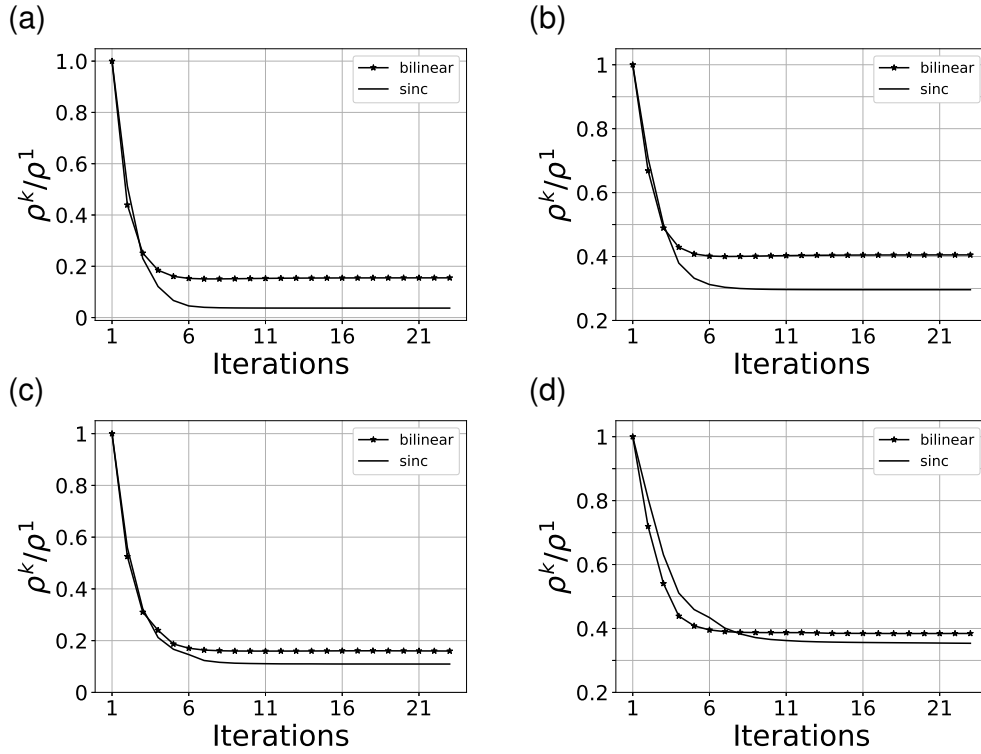 (a)
1.0
0.8
0.6
0.4
0.2
0
ρ^k/ρ^1
bilinear
sinc
1 6 11 16 21
Iterations
(b)
1
0.8
0.6
0.4
0.2
ρ^k/ρ^1
bilinear
sinc
1 6 11 16 21
Iterations
(c)
1
0.8
0.6
0.4
0.2
0
ρ^k/ρ^1
bilinear
sinc
1 6 11 16 21
Iterations
(d)
1
0.8
0.6
0.4
0.2
ρ^k/ρ^1
bilinear
sinc
1 6 11 16 21
Iterations